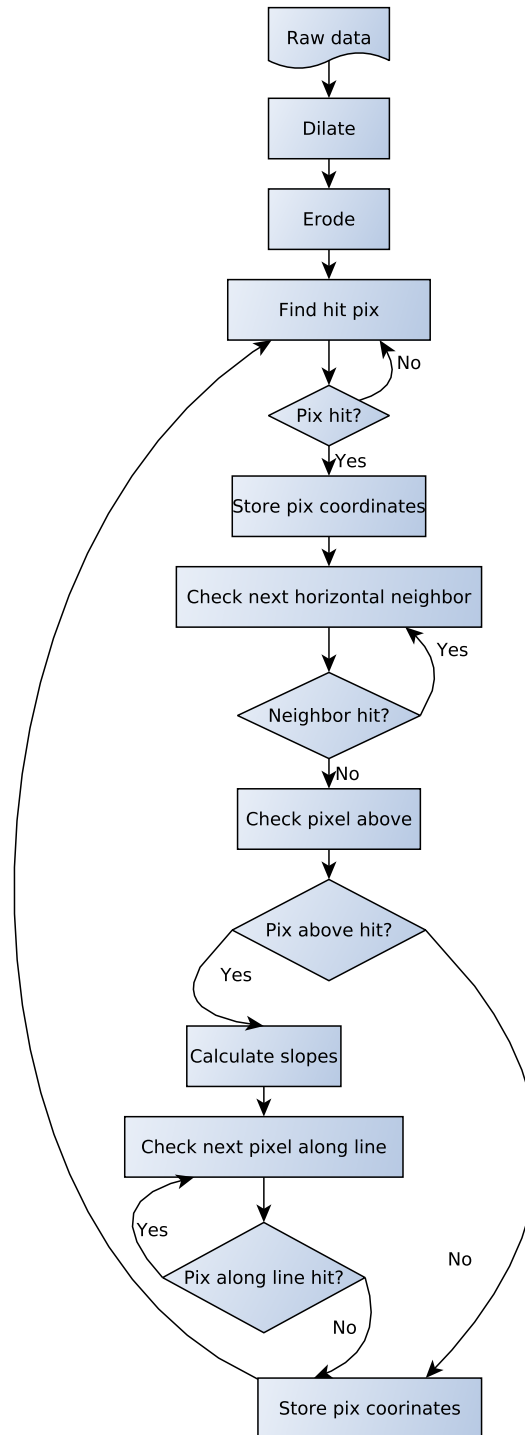 Raw data
Dilate
Erode
Find hit pix
No
Pix hit?
Yes
Store pix coordinates
Check next horizontal neighbor
Yes
Neighbor hit?
No
Check pixel above
Pix above hit?
Yes
Calculate slopes
Check next pixel along line
Yes
No
Pix along line hit?
No
Store pix coorinates